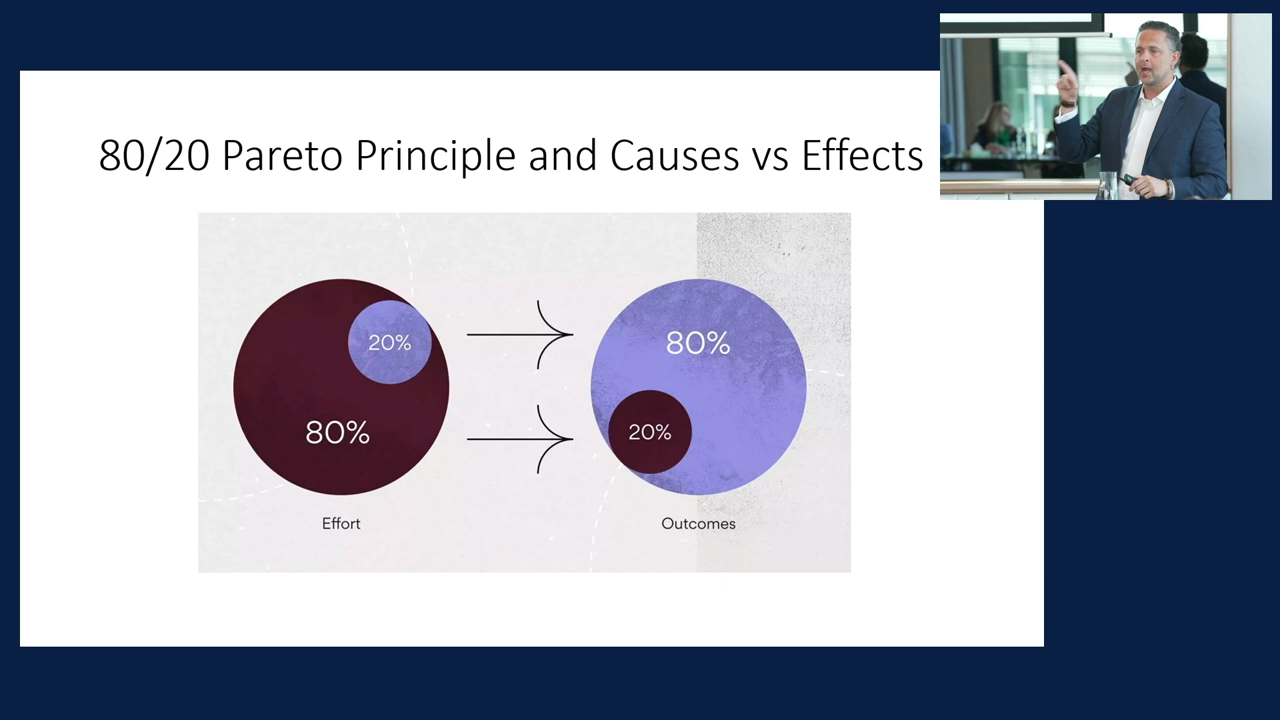 80/20 Pareto Principle and Causes vs Effects
20%
80%
80%
20%
Effort
Outcomes